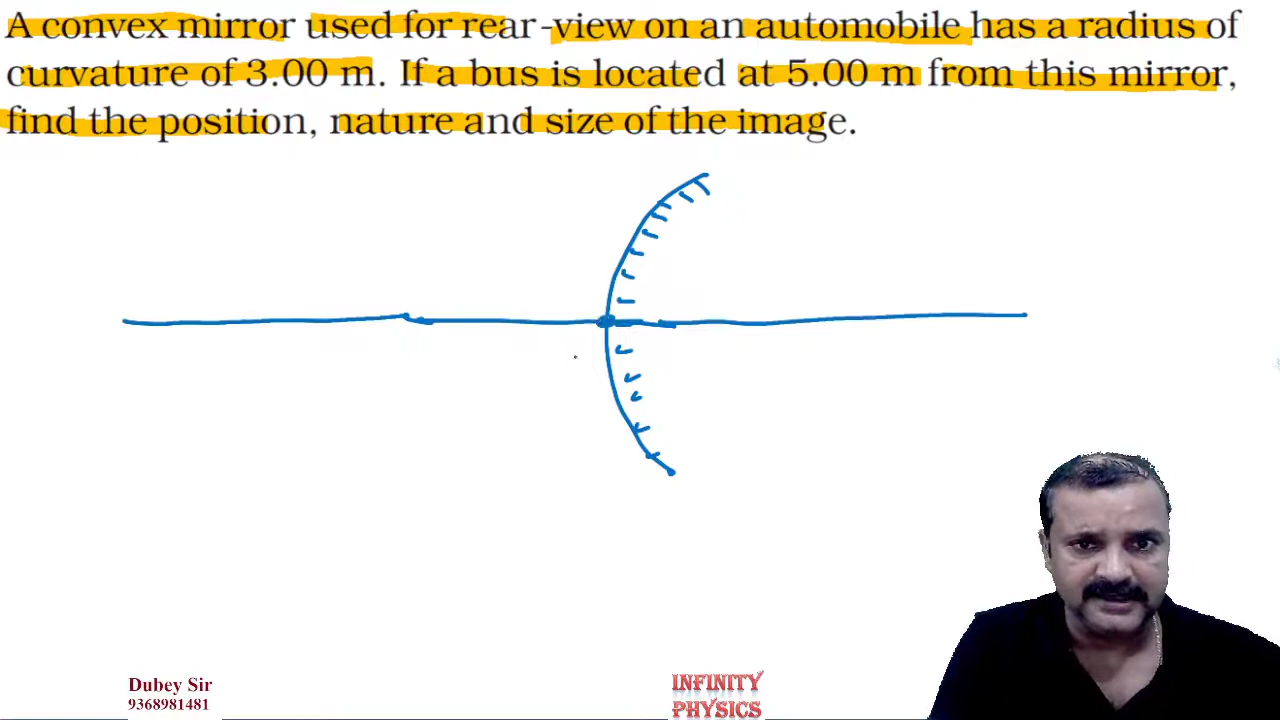 A convex mirror used for rear-view on an automobile has a radius of
curvature of 3.00 m. If a bus is located at 5.00 m from this mirror,
find the position, nature and size of the image.
Dubey Sir
9368981481
INFINITY
PHYSICS